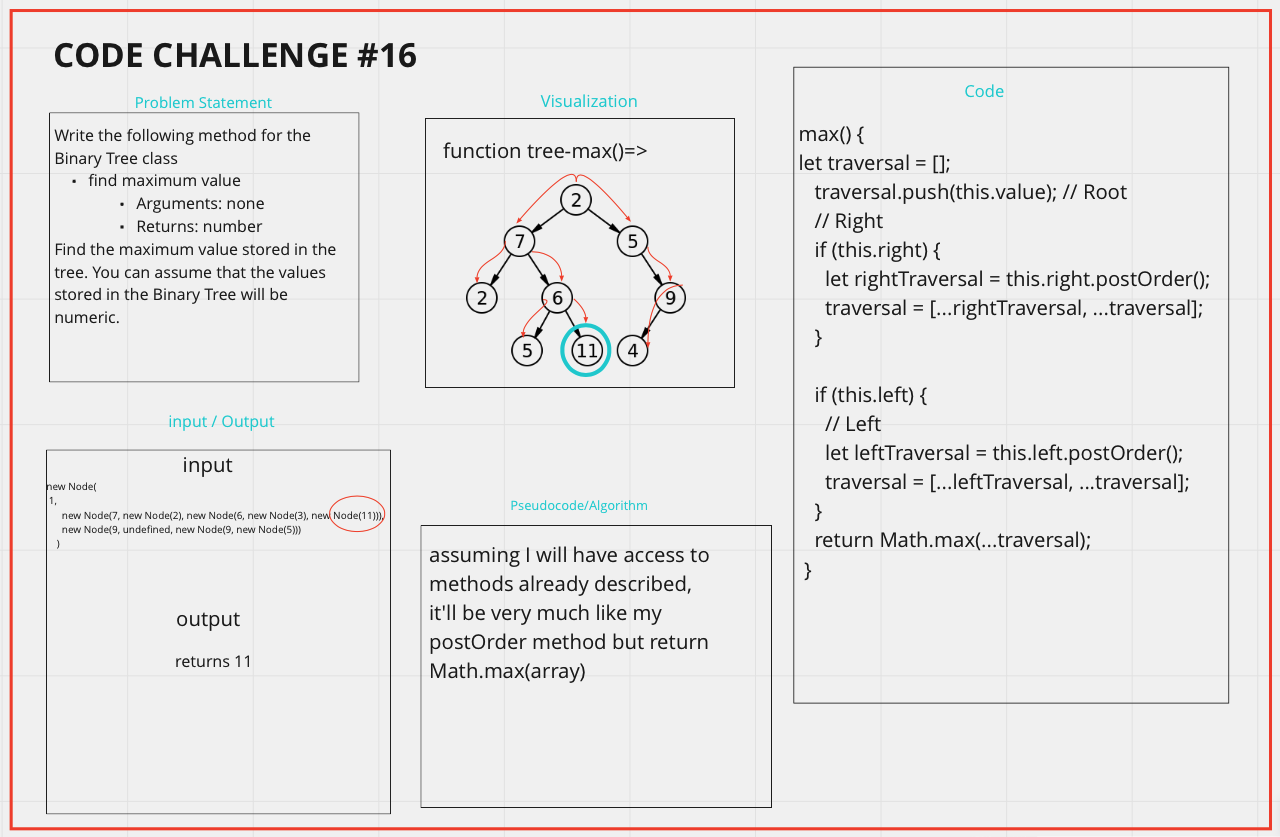 CODE CHALLENGE #16
Problem Statement
Write the following method for the
Binary Tree class
• find maximum value
• Arguments: none
• Returns: number
Find the maximum value stored in the
tree. You can assume that the values
stored in the Binary Tree will be
numeric.
input / Output
input
new Node(
1,
new Node(7, new Node(2), new Node(6, new Node(3), new Node(11))),
new Node(9, undefined, new Node(9, new Node(5)))
)
output
returns 11
Visualization
function tree-max()=>
2
7 5
2 6 9
5 11 4
Pseudocode/Algorithm
assuming I will have access to
methods already described,
it'll be very much like my
postOrder method but return
Math.max(array)
Code
max() {
let traversal = [];
traversal.push(this.value); // Root
// Right
if (this.right) {
let rightTraversal = this.right.postOrder();
traversal = [...rightTraversal, ...traversal];
}
if (this.left) {
// Left
let leftTraversal = this.left.postOrder();
traversal = [...leftTraversal, ...traversal];
}
return Math.max(...traversal);
}